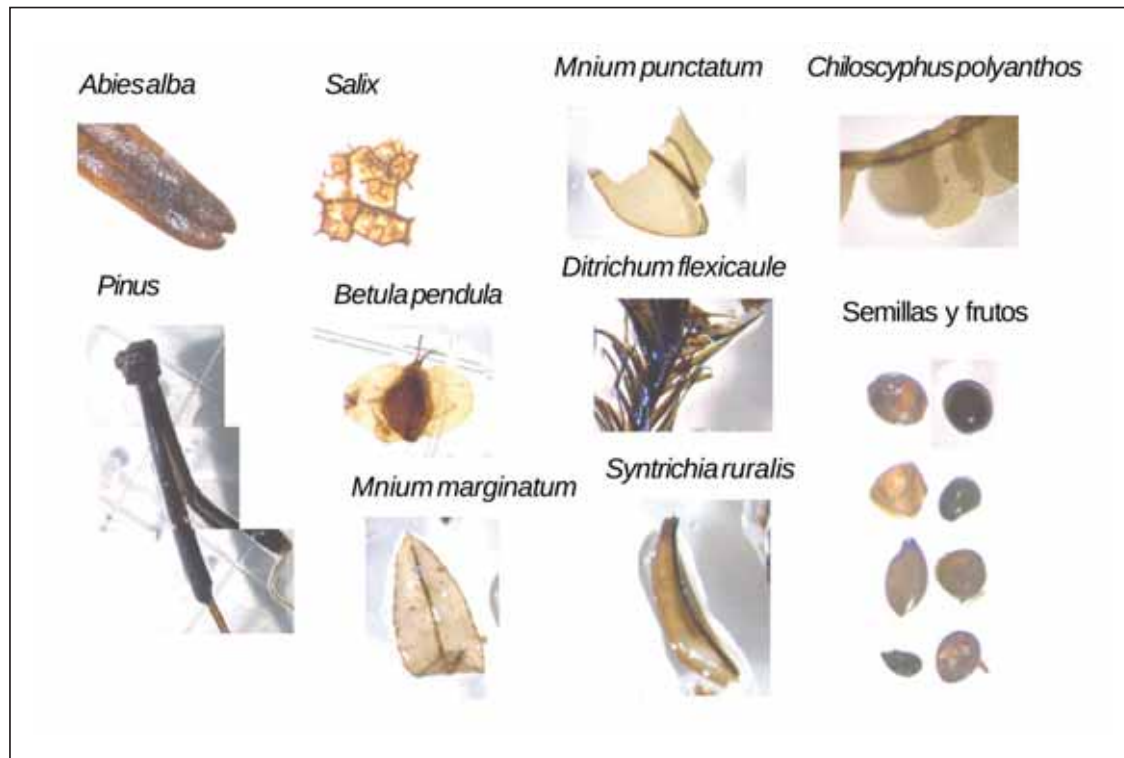 Abies alba
Salix
Mnium punctatum
Chiloscyphus polyanthos
Pinus
Betula pendula
Ditrichum flexicaule
Semillas y frutos
Mnium marginatum
Syntrichia ruralis